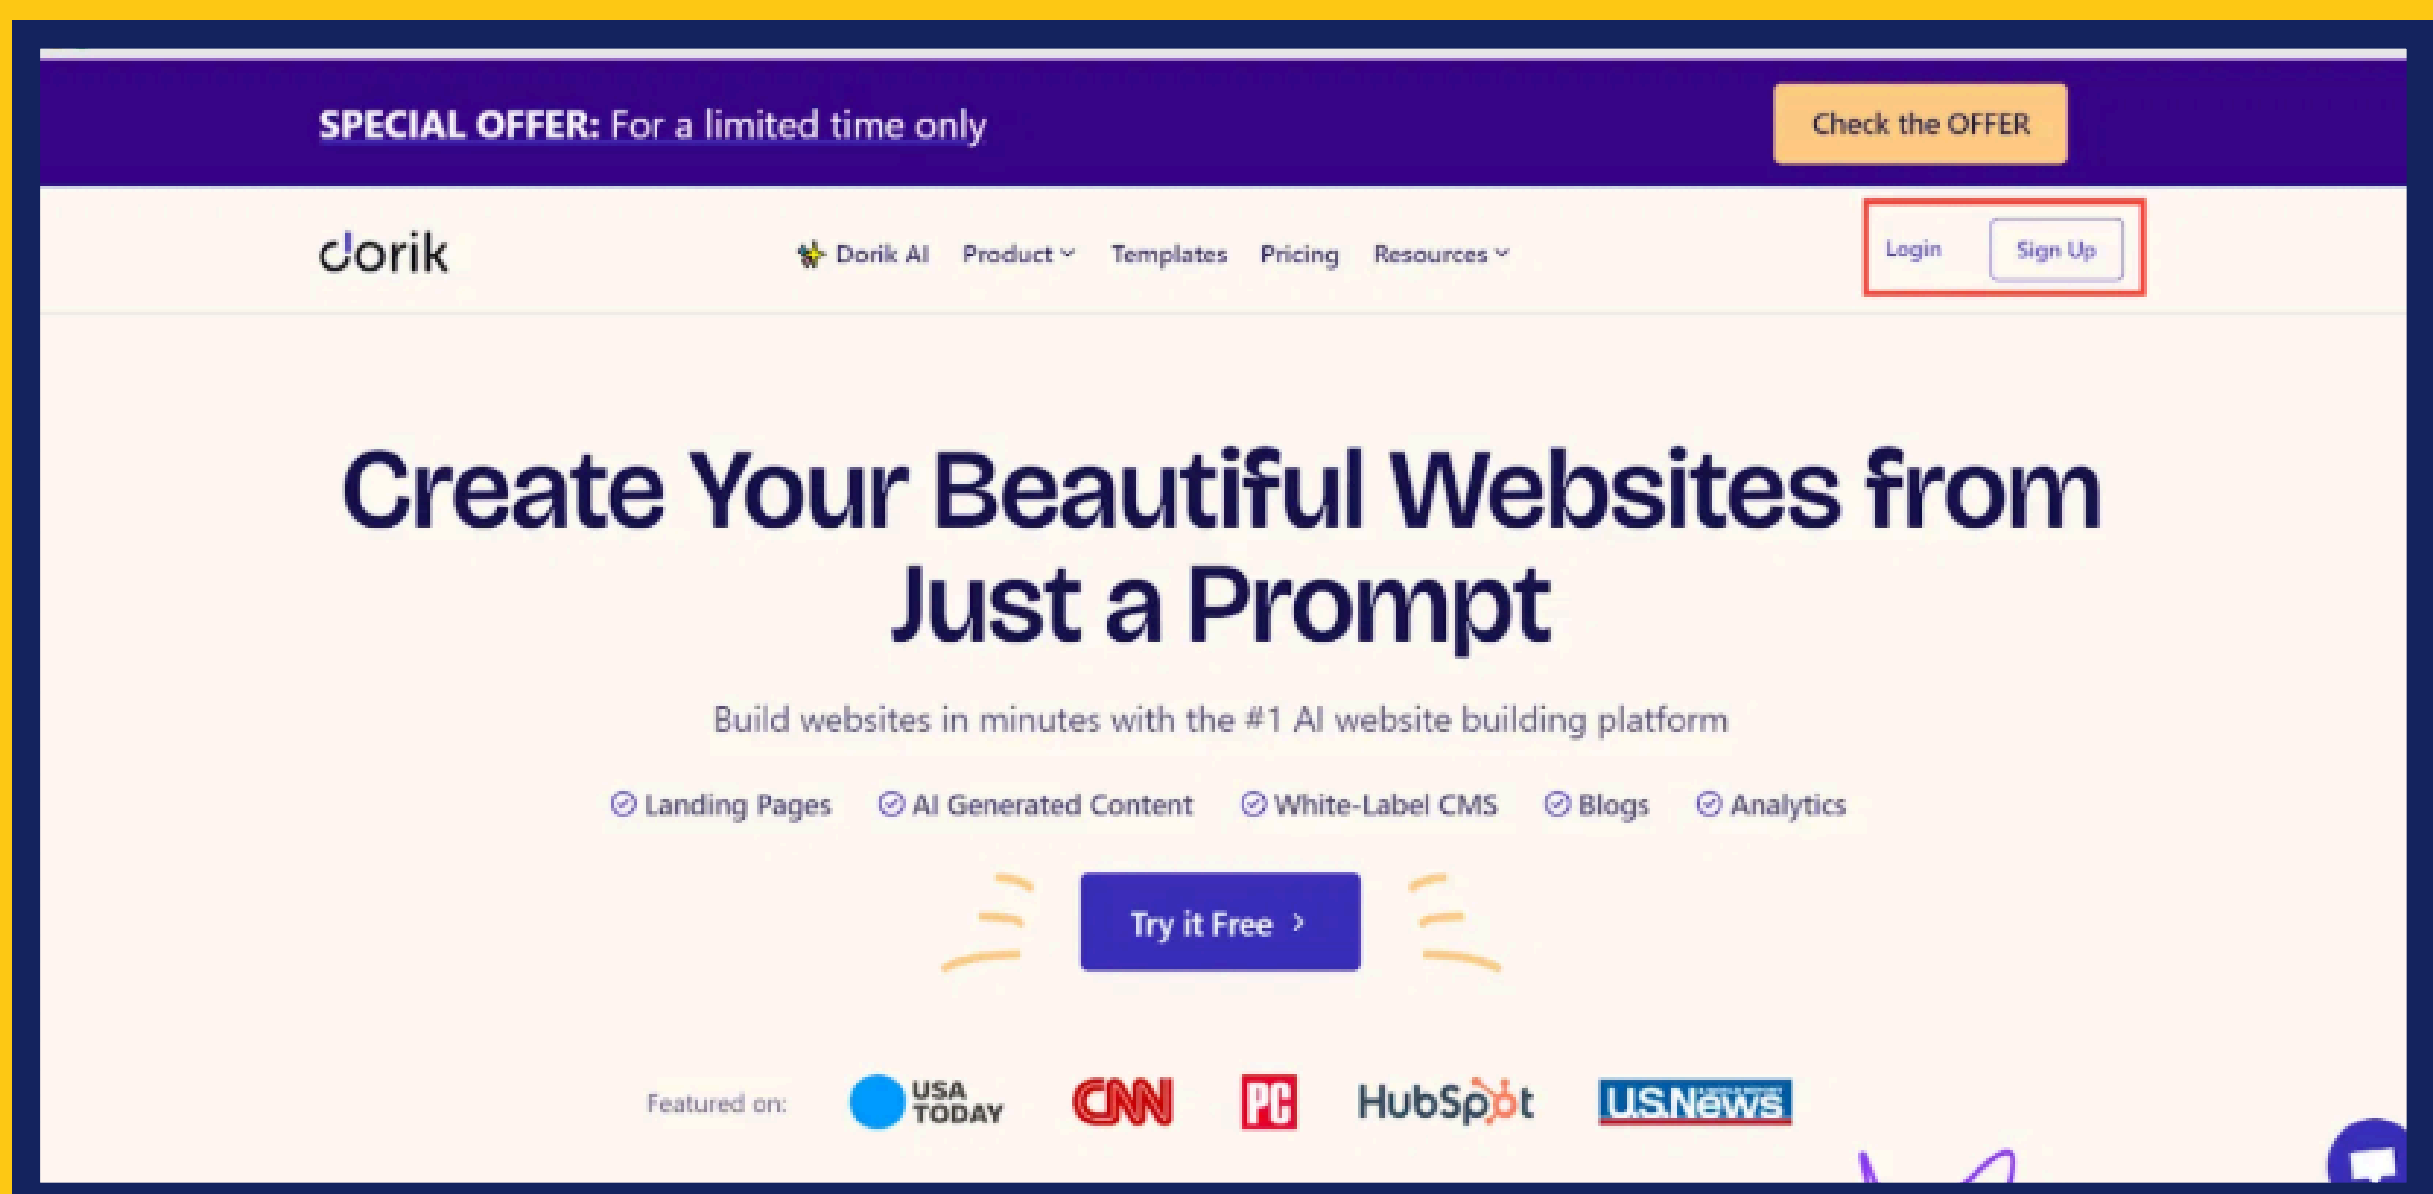 SPECIAL OFFER: For a limited time only
Check the OFFER
dorik
Dorik AI
Product
Templates
Pricing
Resources
Login
Sign Up
Create Your Beautiful Websites from
Just a Prompt
Build websites in minutes with the #1 AI website building platform
Landing Pages
AI Generated Content
White-Label CMS
Blogs
Analytics
Try it Free
Featured on:
USA
TODAY
CNN
PC
HubSpot
U.S.News